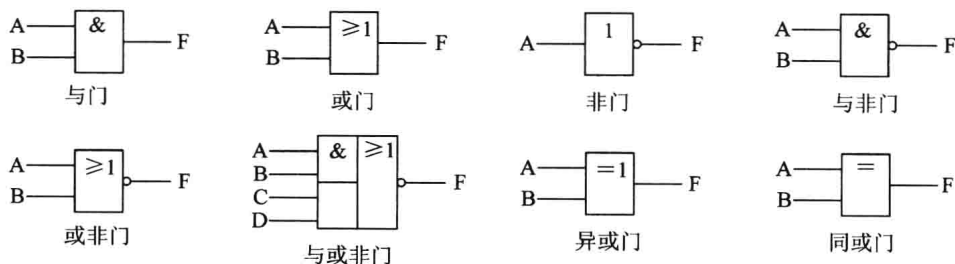 A & F B
与门
A ≥1 F B
或门
A 1 F
非门
A & F B
与非门
A ≥1 F B
或非门
A & ≥1 B F C D
与或非门
A =1 F B
异或门
A = F B
同或门